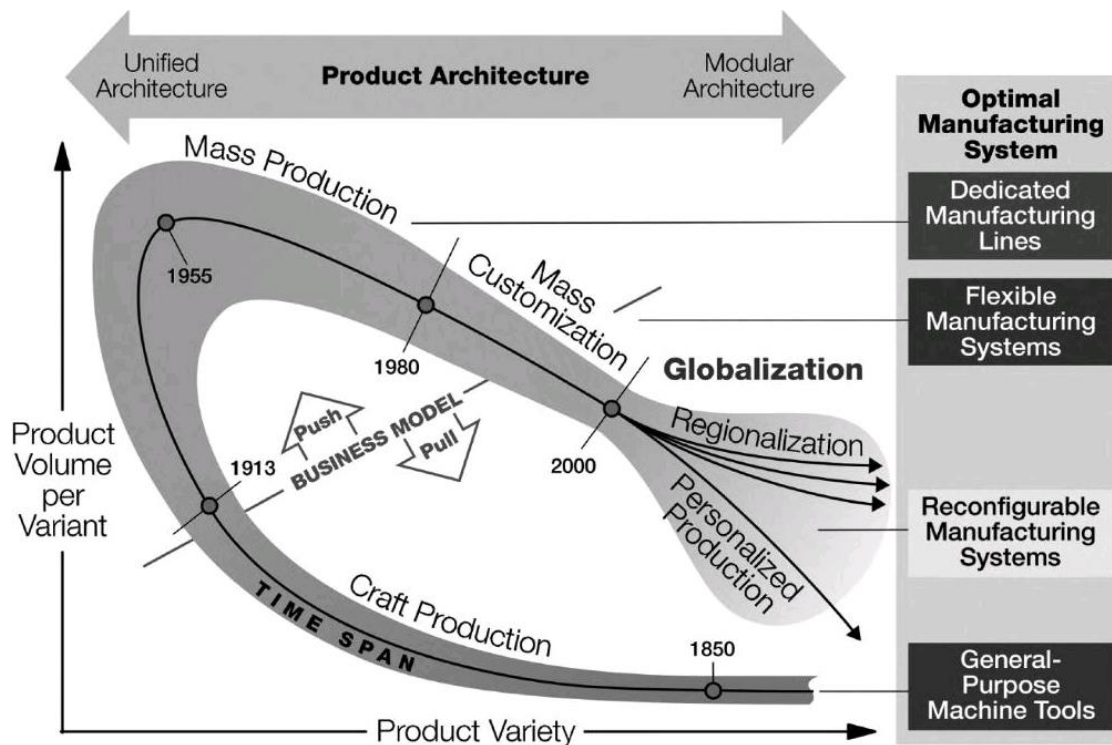 Unified
Architecture
Product Architecture
Modular
Architecture
Optimal
Manufacturing
System
Mass Production
Dedicated
Manufacturing
Lines
1955
Mass
Customization
Flexible
Manufacturing
Systems
1980
Globalization
Push
BUSINESS MODEL
Pull
Regionalization
2000
Product
Volume
per
Variant
1913
Personalized
Production
Reconfigurable
Manufacturing
Systems
Craft Production
TIME SPAN
1850
General-
Purpose
Machine Tools
Product Variety